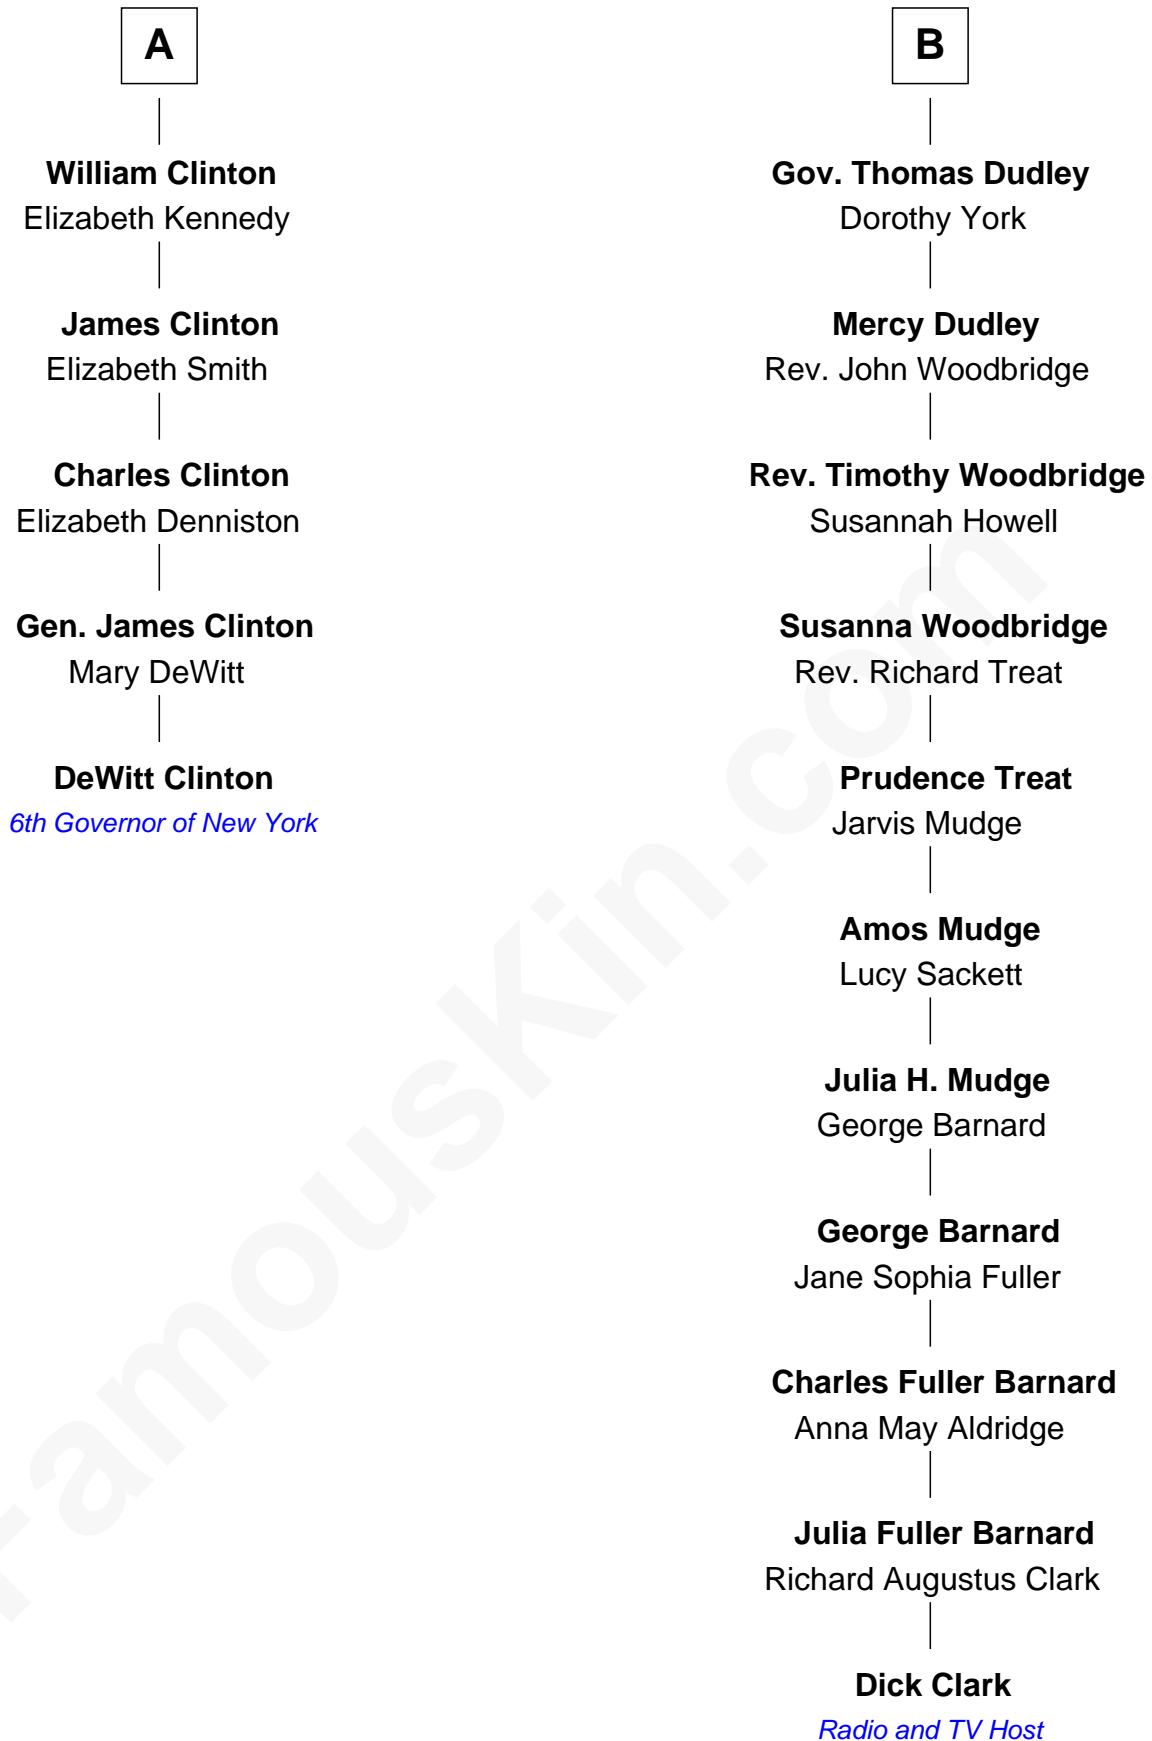 A
William Clinton
Elizabeth Kennedy
James Clinton
Elizabeth Smith
Charles Clinton
Elizabeth Denniston
Gen. James Clinton
Mary DeWitt
DeWitt Clinton
6th Governor of New York
B
Gov. Thomas Dudley
Dorothy York
Mercy Dudley
Rev. John Woodbridge
Rev. Timothy Woodbridge
Susannah Howell
Susanna Woodbridge
Rev. Richard Treat
Prudence Treat
Jarvis Mudge
Amos Mudge
Lucy Sackett
Julia H. Mudge
George Barnard
George Barnard
Jane Sophia Fuller
Charles Fuller Barnard
Anna May Aldridge
Julia Fuller Barnard
Richard Augustus Clark
Dick Clark
Radio and TV Host
FamousKin.com